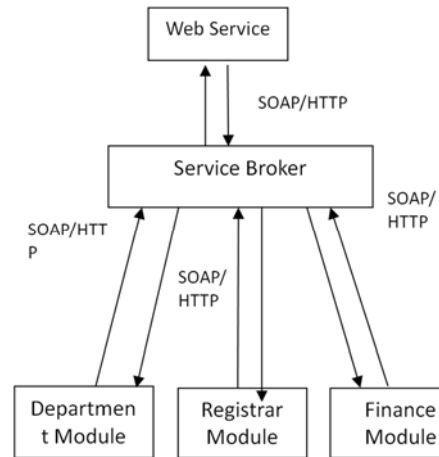 Web Service
SOAP/HTTP
Service Broker
SOAP/
HTTP
SOAP/HTT
P
SOAP/
HTTP
Departmen
t Module
Registrar
Module
Finance
Module